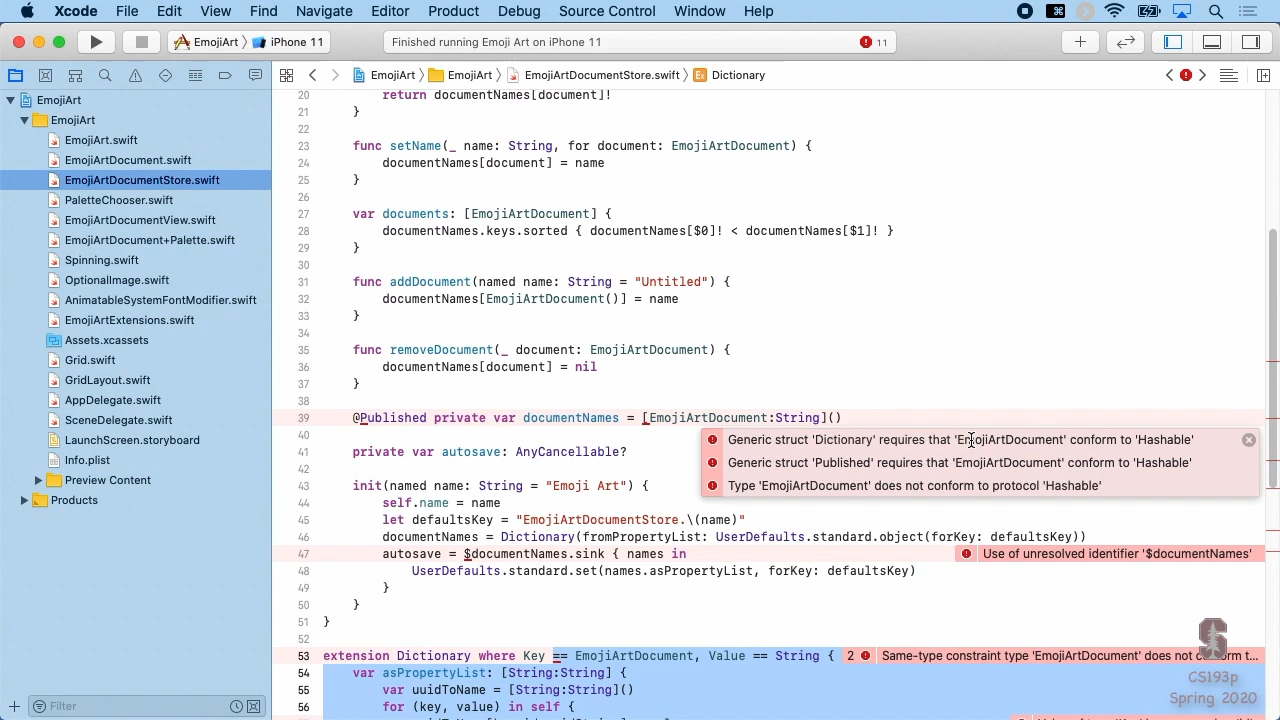 Xcode File Edit View Find Navigate Editor Product Debug Source Control Window Help
EmojiArt iPhone 11 Finished running Emoji Art on iPhone 11 11
EmojiArt EmojiArt EmojiArtDocumentStore.swift Dictionary
EmojiArt
EmojiArt
EmojiArt.swift
EmojiArtDocument.swift
EmojiArtDocumentStore.swift
PaletteChooser.swift
EmojiArtDocumentView.swift
EmojiArtDocument+Palette.swift
Spinning.swift
OptionalImage.swift
AnimatableSystemFontModifier.swift
EmojiArtExtensions.swift
Assets.xcassets
Grid.swift
GridLayout.swift
AppDelegate.swift
SceneDelegate.swift
LaunchScreen.storyboard
Info.plist
Preview Content
Products
Filter
20 return documentNames[document]!
21 }
22
23 func setName(_ name: String, for document: EmojiArtDocument) {
24 documentNames[document] = name
25 }
26
27 var documents: [EmojiArtDocument] {
28 documentNames.keys.sorted { documentNames[$0]! < documentNames[$1]! }
29 }
30
31 func addDocument(named name: String = "Untitled") {
32 documentNames[EmojiArtDocument()] = name
33 }
34
35 func removeDocument(_ document: EmojiArtDocument) {
36 documentNames[document] = nil
37 }
38
39 @Published private var documentNames = [EmojiArtDocument:String]()
40
Generic struct 'Dictionary' requires that 'EmojiArtDocument' conform to 'Hashable'
41 private var autosave: AnyCancellable?
Generic struct 'Published' requires that 'EmojiArtDocument' conform to 'Hashable'
42
Type 'EmojiArtDocument' does not conform to protocol 'Hashable'
43 init(named name: String = "Emoji Art") {
44 self.name = name
45 let defaultsKey = "EmojiArtDocumentStore.\(name)"
46 documentNames = Dictionary(fromPropertyList: UserDefaults.standard.object(forKey: defaultsKey))
47 autosave = $documentNames.sink { names in Use of unresolved identifier '$documentNames'
48 UserDefaults.standard.set(names.asPropertyList, forKey: defaultsKey)
49 }
50 }
51 }
52
53 extension Dictionary where Key == EmojiArtDocument, Value == String { 2 Same-type constraint type 'EmojiArtDocument' does not conform t...
54 var asPropertyList: [String:String] {
55 var uuidToName = [String:String]()
56 for (key, value) in self {
CS193p
Spring 2020